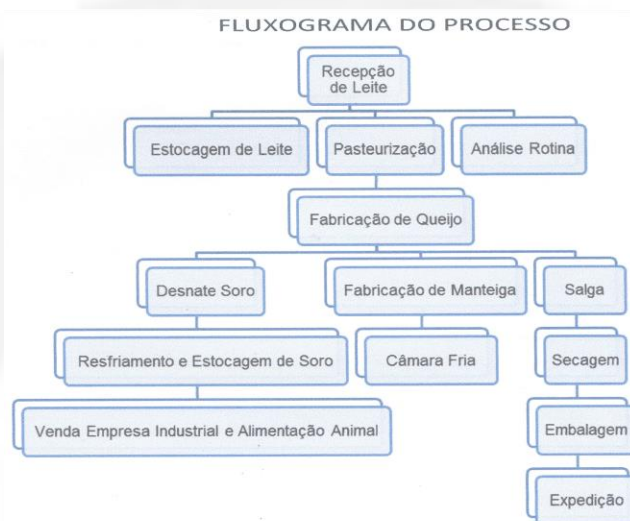 FLUXOGRAMA DO PROCESSO
Recepção
de Leite
Estocagem de Leite
Pasteurização
Análise Rotina
Fabricação de Queijo
Desnate Soro
Fabricação de Manteiga
Salga
Resfriamento e Estocagem de Soro
Câmara Fria
Secagem
Venda Empresa Industrial e Alimentação Animal
Embalagem
Expedição